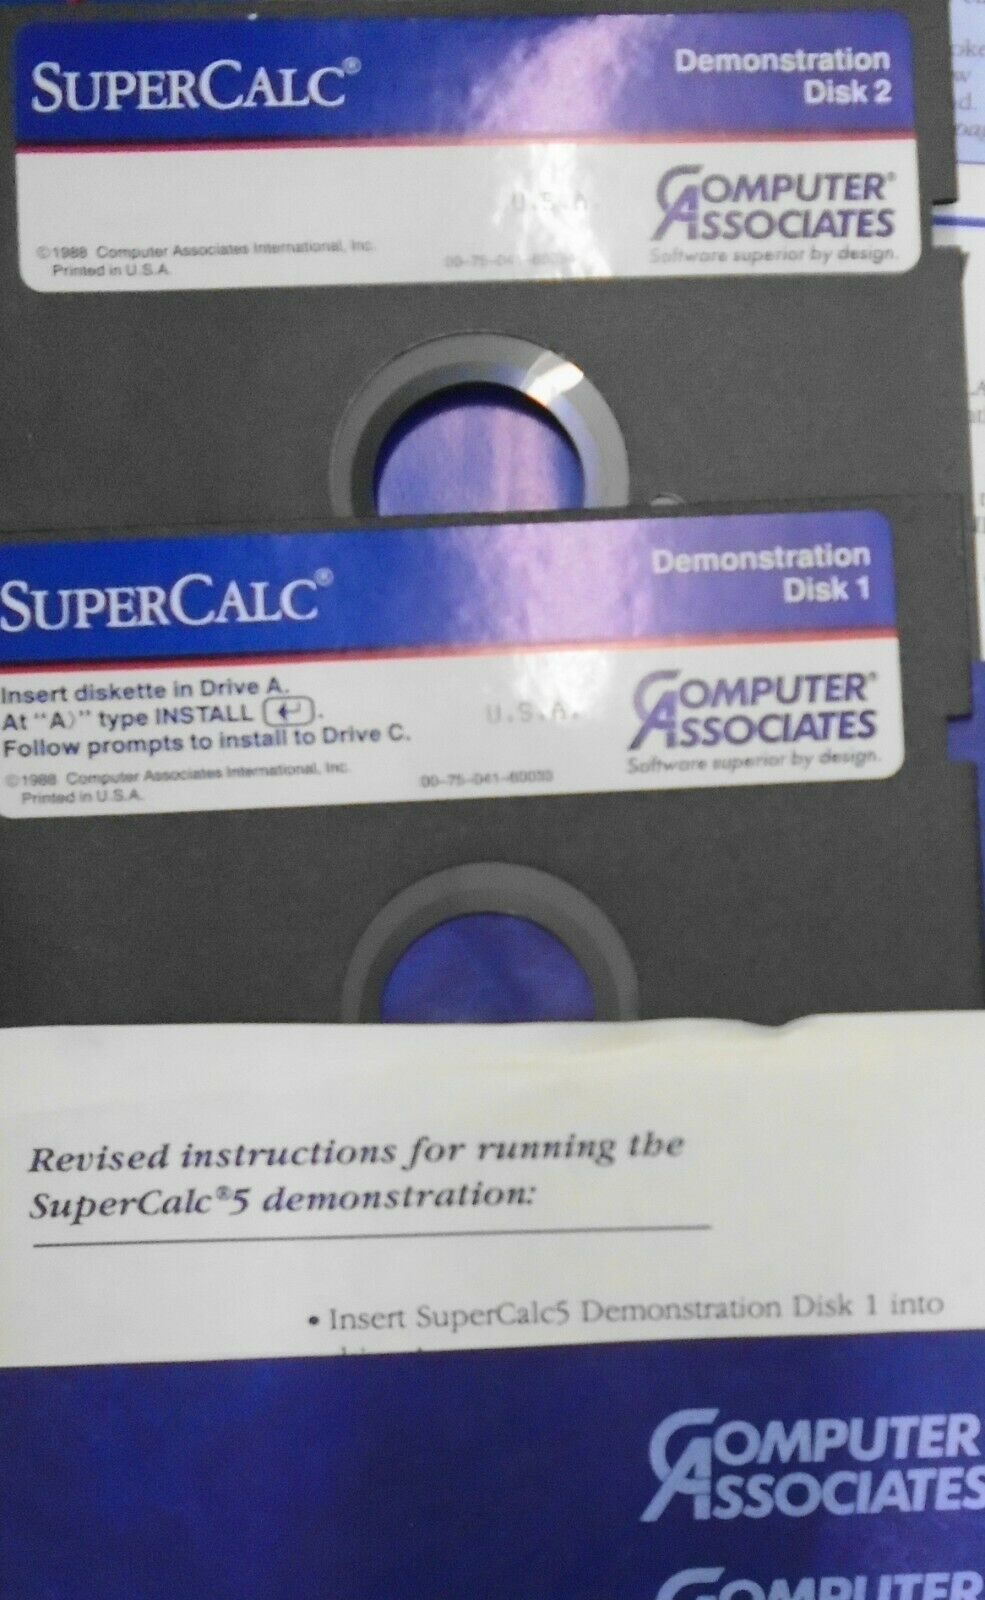 SUPERCALC®
Demonstration
Disk 2
U.S.A.
COMPUTER®
ASSOCIATES
Software superior by design.
©1988 Computer Associates International, Inc.
Printed in U.S.A.
SUPERCALC®
Demonstration
Disk 1
Insert diskette in Drive A.
At "A⟩" type INSTALL ↵.
Follow prompts to install to Drive C.
U.S.A.
COMPUTER®
ASSOCIATES
Software superior by design.
©1988 Computer Associates International, Inc.
Printed in U.S.A.
00-75-041-60033
Revised instructions for running the
SuperCalc®5 demonstration:
• Insert SuperCalc5 Demonstration Disk 1 into
COMPUTER
ASSOCIATES
COMPUTER